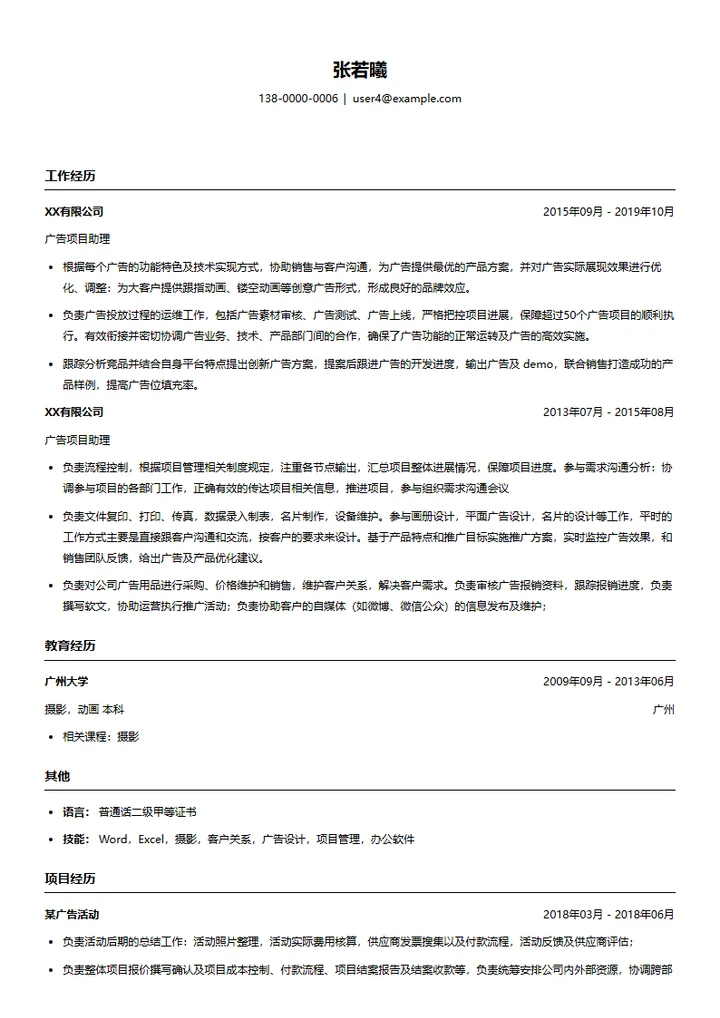 张若曦
138-0000-0006 | user4@example.com
工作经历
XX有限公司 2015年09月 - 2019年10月
广告项目助理
• 根据每个广告的功能特色及技术实现方式，协助销售与客户沟通，为广告提供最优的产品方案，并对广告实际展现效果进行优
化、调整：为大客户提供跟指动画、镂空动画等创意广告形式，形成良好的品牌效应。
• 负责广告投放过程的运维工作，包括广告素材审核、广告测试、广告上线，严格把控项目进展，保障超过50个广告项目的顺利执
行。有效衔接并密切协调广告业务、技术、产品部门间的合作，确保了广告功能的正常运转及广告的高效实施。
• 跟踪分析竞品并结合自身平台特点提出创新广告方案，提案后跟进广告的开发进度，输出广告及 demo，联合销售打造成功的产
品样例，提高广告位填充率。
XX有限公司 2013年07月 - 2015年08月
广告项目助理
• 负责流程控制，根据项目管理相关制度规定，注重各节点输出，汇总项目整体进展情况，保障项目进度。参与需求沟通分析：协
调参与项目的各部门工作，正确有效的传达项目相关信息，推进项目，参与组织需求沟通会议
• 负责文件复印、打印、传真，数据录入制表，名片制作，设备维护。参与画册设计，平面广告设计，名片的设计等工作，平时的
工作方式主要是直接跟客户沟通和交流，按客户的要求来设计。基于产品特点和推广目标实施推广方案，实时监控广告效果，和
销售团队反馈，给出广告及产品优化建议。
• 负责对公司广告用品进行采购、价格维护和销售，维护客户关系，解决客户需求。负责审核广告报销资料，跟踪报销进度，负责
撰写软文，协助运营执行推广活动；负责协助客户的自媒体（如微博、微信公众）的信息发布及维护；
教育经历
广州大学 2009年09月 - 2013年06月
摄影，动画 本科 广州
• 相关课程：摄影
其他
• 语言： 普通话二级甲等证书
• 技能： Word，Excel，摄影，客户关系，广告设计，项目管理，办公软件
项目经历
某广告活动 2018年03月 - 2018年06月
• 负责活动后期的总结工作：活动照片整理，活动实际费用核算，供应商发票搜集以及付款流程，活动反馈及供应商评估；
• 负责整体项目报价撰写确认及项目成本控制、付款流程、项目结案报告及结案收款等，负责统筹安排公司内外部资源，协调跨部